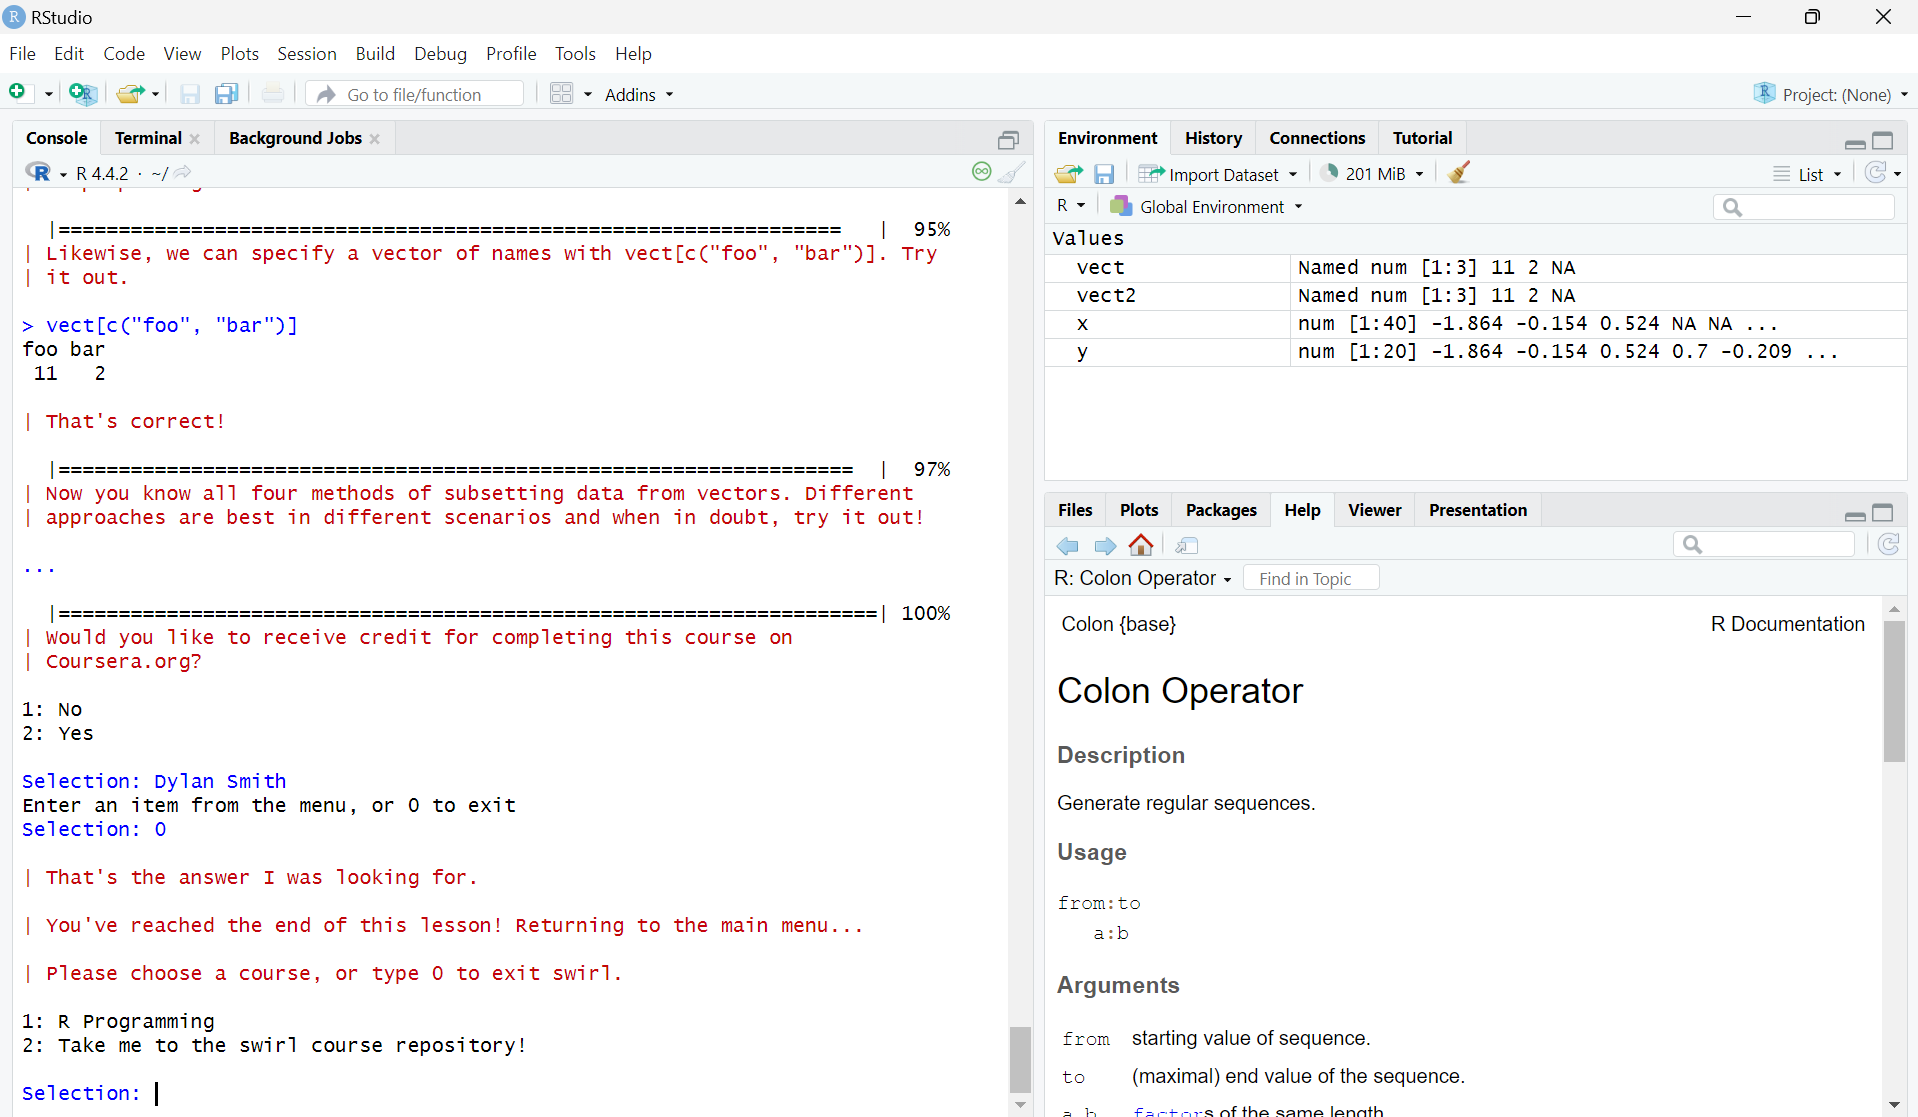 RStudio
File Edit Code View Plots Session Build Debug Profile Tools Help
Go to file/function Addins Project: (None)
Console Terminal Background Jobs
R 4.4.2 · ~/
|================================================================== | 95%
| Likewise, we can specify a vector of names with vect[c("foo", "bar")]. Try
| it out.
> vect[c("foo", "bar")]
foo bar
11 2
| That's correct!
|=================================================================== | 97%
| Now you know all four methods of subsetting data from vectors. Different
| approaches are best in different scenarios and when in doubt, try it out!
...
|=====================================================================| 100%
| Would you like to receive credit for completing this course on
| Coursera.org?
1: No
2: Yes
Selection: Dylan Smith
Enter an item from the menu, or 0 to exit
Selection: 0
| That's the answer I was looking for.
| You've reached the end of this lesson! Returning to the main menu...
| Please choose a course, or type 0 to exit swirl.
1: R Programming
2: Take me to the swirl course repository!
Selection:
Environment History Connections Tutorial
Import Dataset 201 MiB List
R Global Environment
Values
vect Named num [1:3] 11 2 NA
vect2 Named num [1:3] 11 2 NA
x num [1:40] -1.864 -0.154 0.524 NA NA ...
y num [1:20] -1.864 -0.154 0.524 0.7 -0.209 ...
Files Plots Packages Help Viewer Presentation
R: Colon Operator Find in Topic
Colon {base} R Documentation
Colon Operator
Description
Generate regular sequences.
Usage
from:to
a:b
Arguments
from starting value of sequence.
to (maximal) end value of the sequence.
a, b factors of the same length.